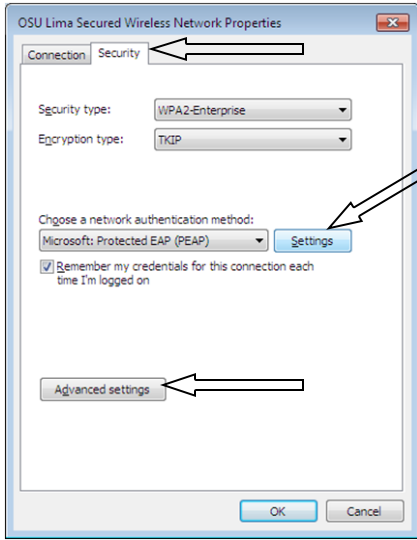 OSU Lima Secured Wireless Network Properties
Connection Security
Security type: WPA2-Enterprise
Encryption type: TKIP
Choose a network authentication method:
Microsoft: Protected EAP (PEAP) Settings
Remember my credentials for this connection each
time I'm logged on
Advanced settings
OK Cancel